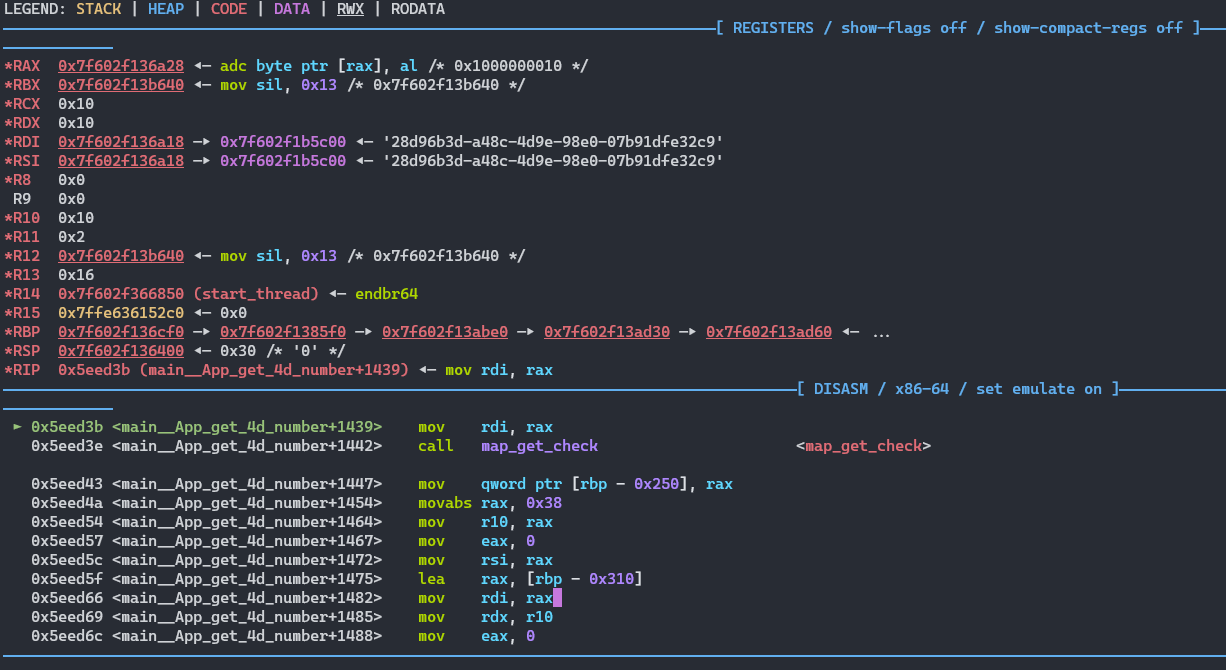 LEGEND: STACK | HEAP | CODE | DATA | RWX | RODATA
[ REGISTERS / show-flags off / show-compact-regs off ]
*RAX  0x7f602f136a28 ◂— adc byte ptr [rax], al /* 0x1000000010 */
*RBX  0x7f602f13b640 ◂— mov sil, 0x13 /* 0x7f602f13b640 */
*RCX  0x10
*RDX  0x10
*RDI  0x7f602f136a18 —▸ 0x7f602f1b5c00 ◂— '28d96b3d-a48c-4d9e-98e0-07b91dfe32c9'
*RSI  0x7f602f136a18 —▸ 0x7f602f1b5c00 ◂— '28d96b3d-a48c-4d9e-98e0-07b91dfe32c9'
*R8   0x0
 R9   0x0
*R10  0x10
*R11  0x2
*R12  0x7f602f13b640 ◂— mov sil, 0x13 /* 0x7f602f13b640 */
*R13  0x16
*R14  0x7f602f366850 (start_thread) ◂— endbr64
*R15  0x7ffe636152c0 ◂— 0x0
*RBP  0x7f602f136cf0 —▸ 0x7f602f1385f0 —▸ 0x7f602f13abe0 —▸ 0x7f602f13ad30 —▸ 0x7f602f13ad60 ◂— ...
*RSP  0x7f602f136400 ◂— 0x30 /* '0' */
*RIP  0x5eed3b (main__App_get_4d_number+1439) ◂— mov rdi, rax
[ DISASM / x86-64 / set emulate on ]
 ► 0x5eed3b <main__App_get_4d_number+1439>    mov    rdi, rax
   0x5eed3e <main__App_get_4d_number+1442>    call   map_get_check                      <map_get_check>
   0x5eed43 <main__App_get_4d_number+1447>    mov    qword ptr [rbp - 0x250], rax
   0x5eed4a <main__App_get_4d_number+1454>    movabs rax, 0x38
   0x5eed54 <main__App_get_4d_number+1464>    mov    r10, rax
   0x5eed57 <main__App_get_4d_number+1467>    mov    eax, 0
   0x5eed5c <main__App_get_4d_number+1472>    mov    rsi, rax
   0x5eed5f <main__App_get_4d_number+1475>    lea    rax, [rbp - 0x310]
   0x5eed66 <main__App_get_4d_number+1482>    mov    rdi, rax
   0x5eed69 <main__App_get_4d_number+1485>    mov    rdx, r10
   0x5eed6c <main__App_get_4d_number+1488>    mov    eax, 0